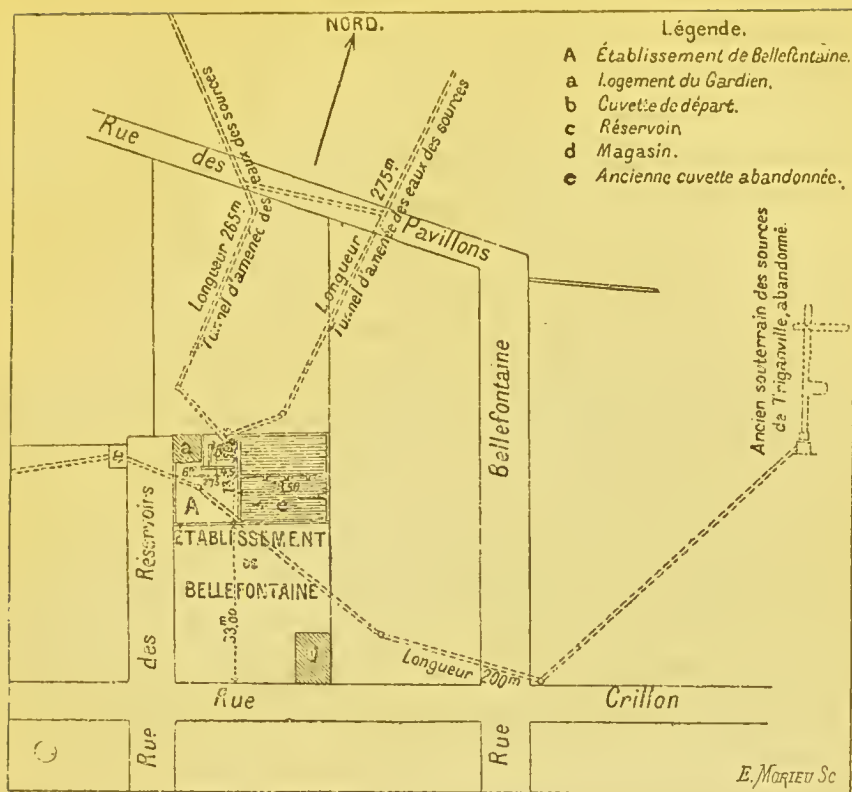 NORD.
Légende.
A Établissement de Bellefontaine.
a Logement du Gardien.
b Cuvette de départ.
c Réservoir
d Magasin.
e Ancienne cuvette abandonnée.
Rue des Pavillons
Longueur 265m.
Tunnel d'amenée des eaux des sources
Longueur 275m.
Tunnel d'amenée des eaux des sources
Ancien souterrain des sources
de Triganville, abandonné.
Rue Bellefontaine
Rue des Réservoirs
A
ÉTABLISSEMENT
DE
BELLEFONTAINE
33,00
m
Longueur 200m
Rue Crillon
E. MORIEU Sc